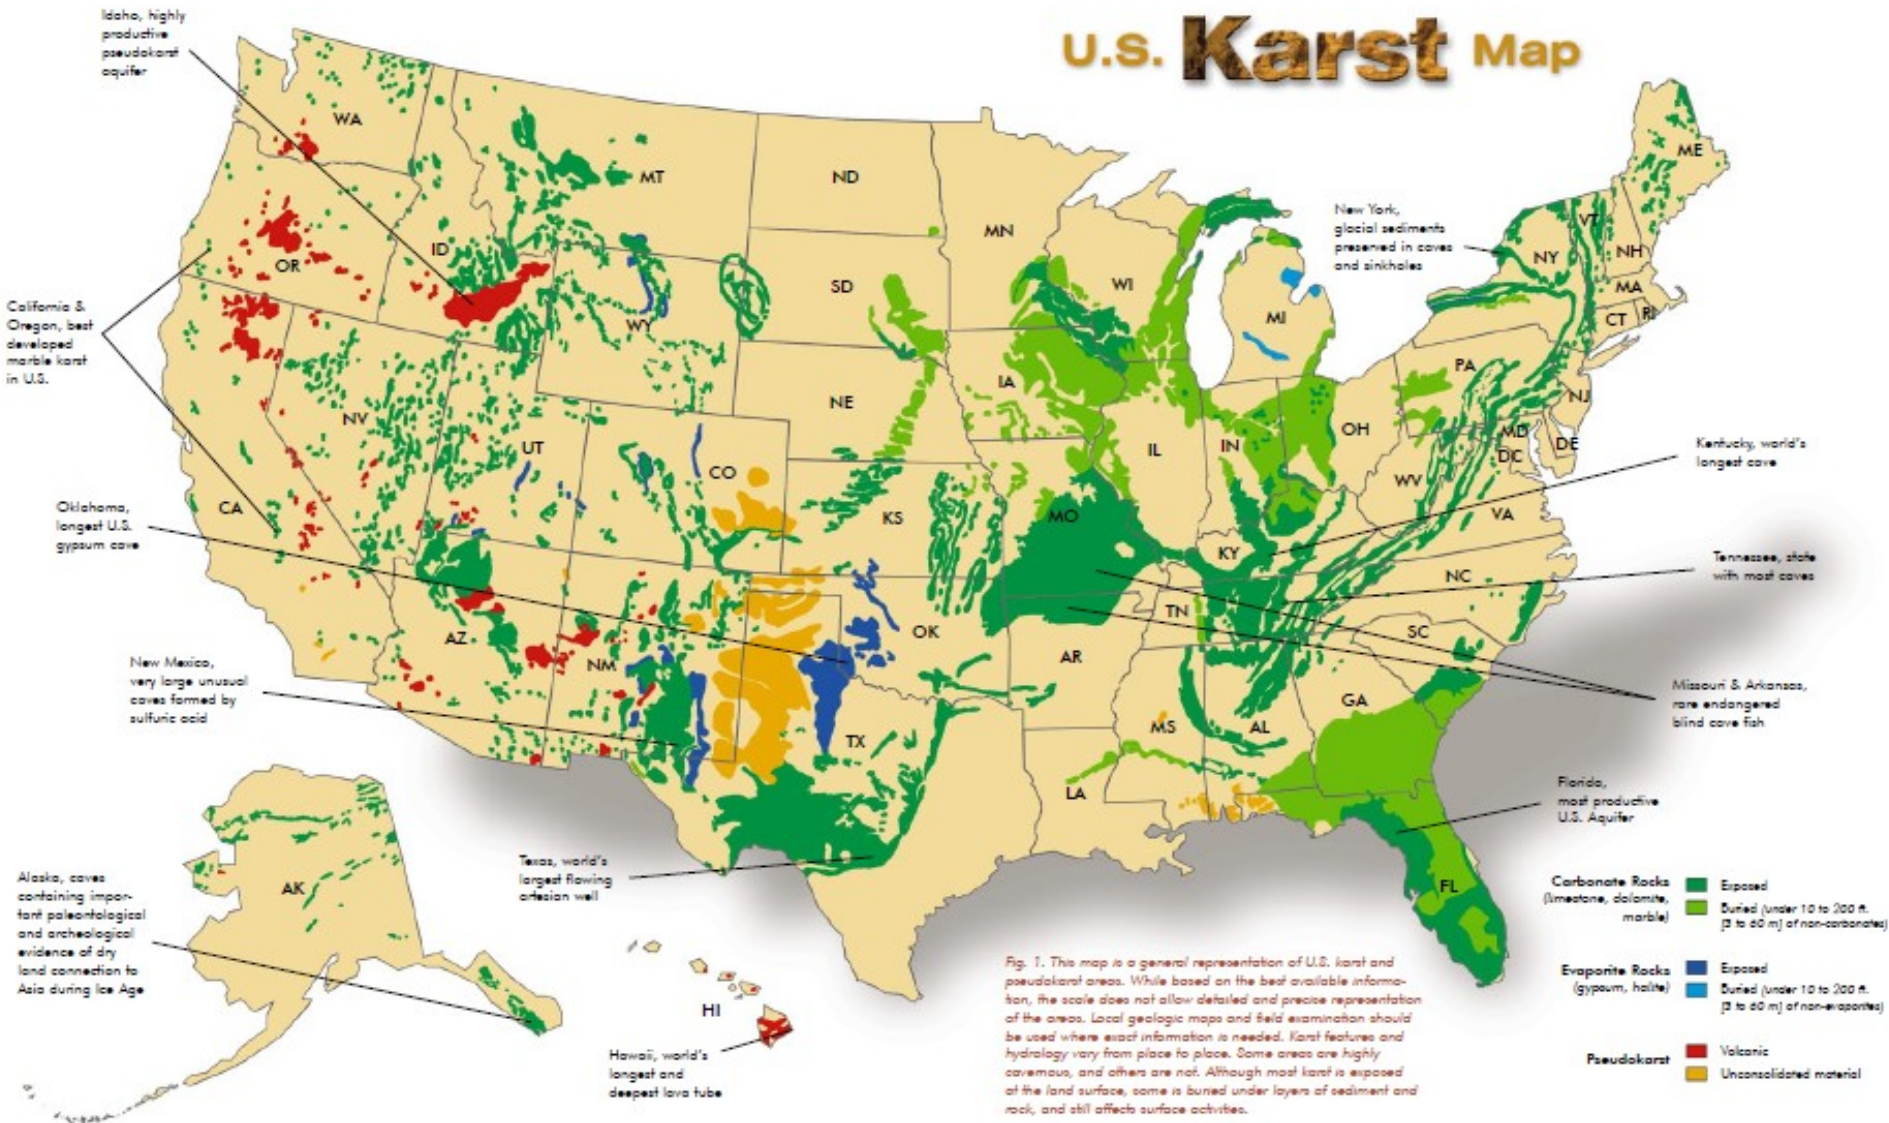 U.S. Karst Map
Idaho, highly
productive
pseudokarst
aquifer
California &
Oregon, best
developed
marble karst
in U.S.
Oklahoma,
longest U.S.
gypsum cave
New Mexico,
very large unusual
caves formed by
sulfuric acid
Alaska, caves
containing impor-
tant paleontological
and archeological
evidence of dry
land connection to
Asia during Ice Age
Texas, world's
largest flowing
artesian well
Hawaii, world's
longest and
deepest lava tube
New York,
glacial sediments
preserved in caves
and sinkholes
Kentucky, world's
longest cave
Tennessee, state
with most caves
Missouri & Arkansas,
rare endangered
blind cave fish
Florida,
most productive
U.S. Aquifer
WA
OR
CA
ID
NV
MT
WY
UT
CO
AZ
NM
ND
SD
NE
KS
OK
TX
MN
IA
MO
AR
LA
WI
IL
MI
IN
OH
KY
TN
MS
AL
GA
FL
SC
NC
VA
WV
PA
NY
VT
NH
ME
MA
CT
RI
NJ
MD
DE
DC
AK
HI
Carbonate Rocks
(limestone, dolomite,
marble)
Exposed
Buried (under 10 to 200 ft.
[3 to 60 m] of non-carbonates)
Evaporite Rocks
(gypsum, halite)
Exposed
Buried (under 10 to 200 ft.
[3 to 60 m] of non-evaporites)
Pseudokarst
Volcanic
Unconsolidated material
Fig. 1. This map is a general representation of U.S. karst and
pseudokarst areas. While based on the best available informa-
tion, the scale does not allow detailed and precise representation
of the areas. Local geologic maps and field examination should
be used where exact information is needed. Karst features and
hydrology vary from place to place. Some areas are highly
cavernous, and others are not. Although most karst is exposed
at the land surface, some is buried under layers of sediment and
rock, and still affects surface activities.